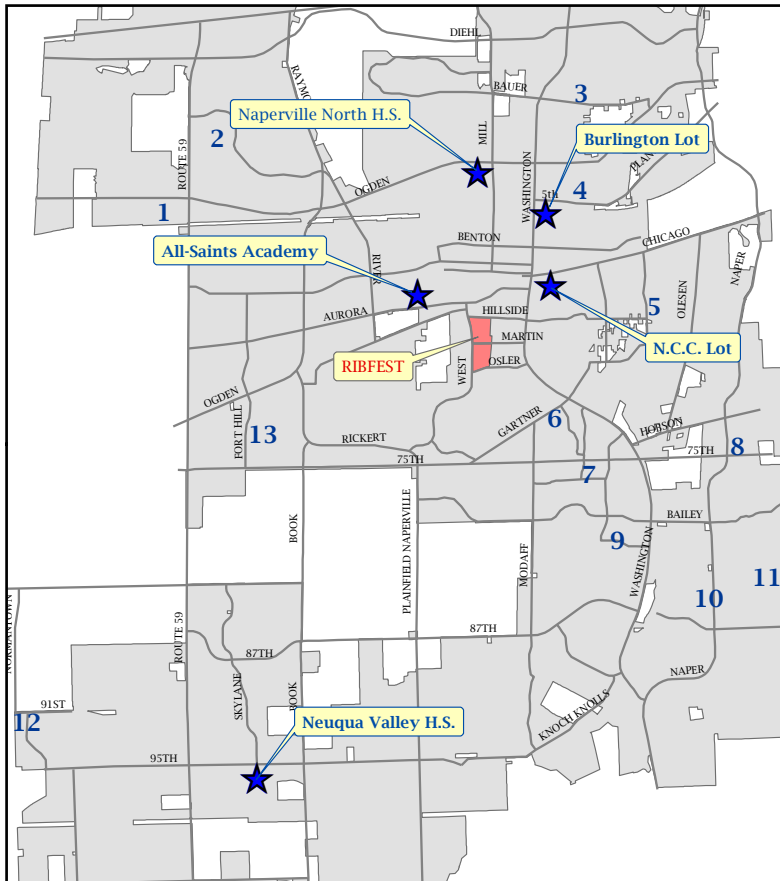 DIEHL
RAYMO
BAUER
3
Naperville North H.S.
2
MILL
Burlington Lot
ROUTE 59
WASHINGTON
PLAN
OGDEN
5th
4
1
BENTON
CHICAGO
All-Saints Academy
RIVER
NAPER
OLESEN
AURORA
HILLSIDE
5
MARTIN
N.C.C. Lot
RIBFEST
WEST
OSLER
OGDEN
GARTNER
6
HOBSON
FORT HILL
13
RICKERT
75TH
75TH
8
7
BAILEY
BOOK
PLAINFIELD NAPERVILLE
MODAFF
9
WASHINGTON
11
10
NORMANTOWN
ROUTE 59
87TH
87TH
SKYLANE
BOOK
NAPER
91ST
12
Neuqua Valley H.S.
KNOCH KNOLLS
95TH